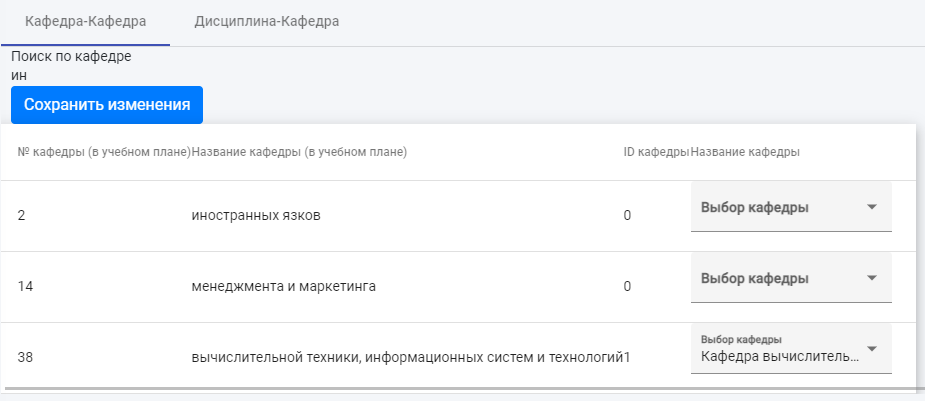 Кафедра-Кафедра Дисциплина-Кафедра
Поиск по кафедре
ин
Сохранить изменения
№ кафедры (в учебном плане) Название кафедры (в учебном плане) ID кафедры Название кафедры
2 иностранных язков 0 Выбор кафедры
14 менеджмента и маркетинга 0 Выбор кафедры
Выбор кафедры
38 вычислительной техники, информационных систем и технологий 1 Кафедра вычислитель...